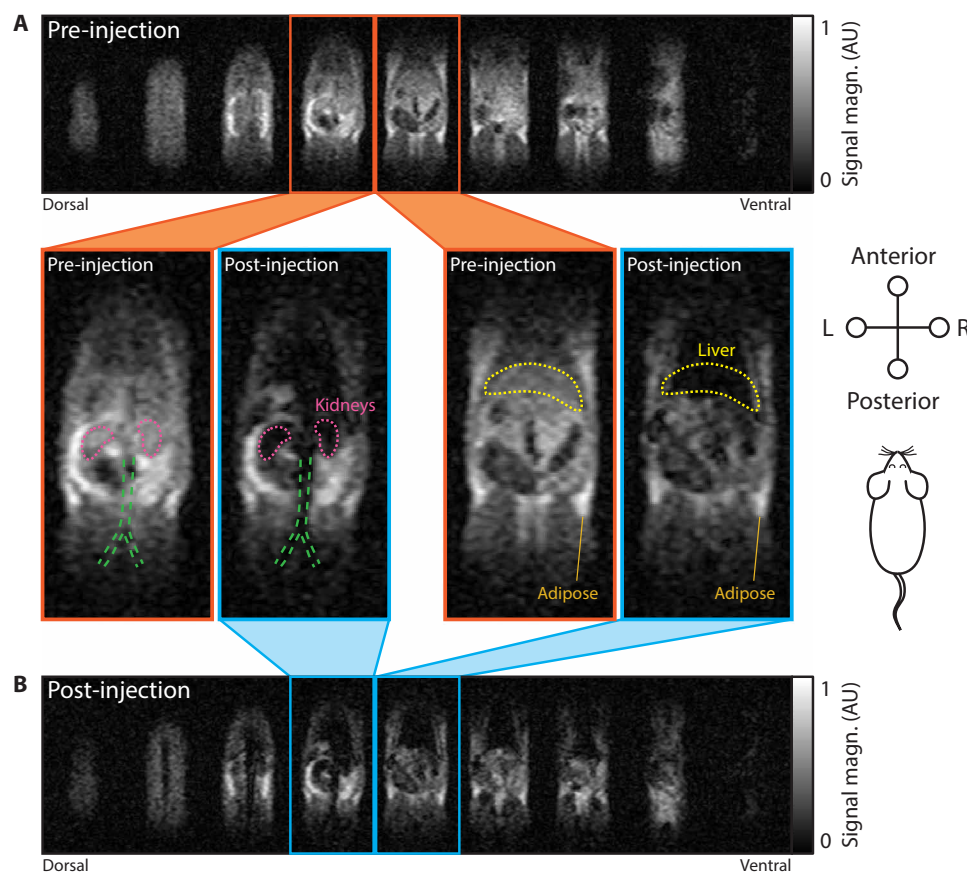 A
Pre-injection
1
Signal magn. (AU)
0
Dorsal
Ventral
Pre-injection
Post-injection
Kidneys
Pre-injection
Post-injection
Liver
Adipose
Adipose
Anterior
L
R
Posterior
B
Post-injection
1
Signal magn. (AU)
0
Dorsal
Ventral